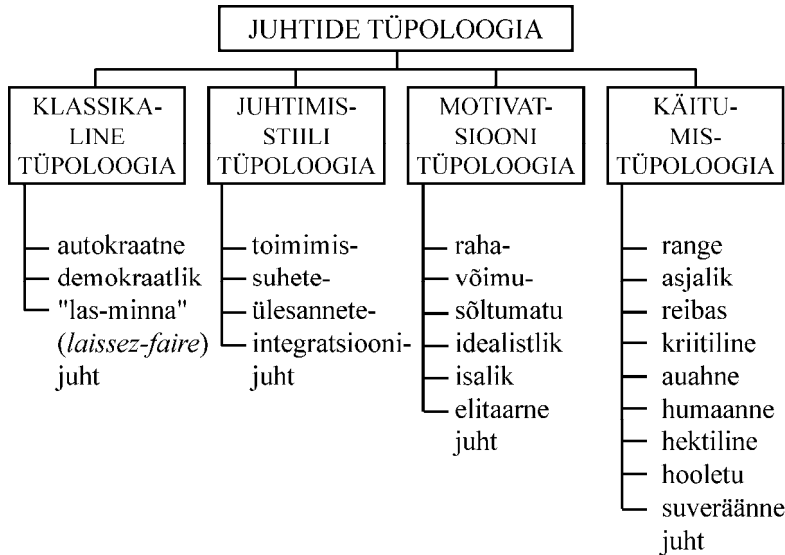 JUHTIDE TÜPOLOOGIA
KLASSIKA-
LINE
TÜPOLOOGIA
autokraatne
demokraatlik
"las-minna"
(laissez-faire)
juht
JUHTIMIS-
STIILI
TÜPOLOOGIA
toimimis-
suhete-
ülesannete-
integratsiooni-
juht
MOTIVAT-
SIOONI
TÜPOLOOGIA
raha-
võimu-
sõltumatu
idealistlik
isalik
elitaarne
juht
KÄITU-
MIS-
TÜPOLOOGIA
range
asjalik
reibas
kriitiline
auahne
humaanne
hektiline
hooletu
suveräänne
juht